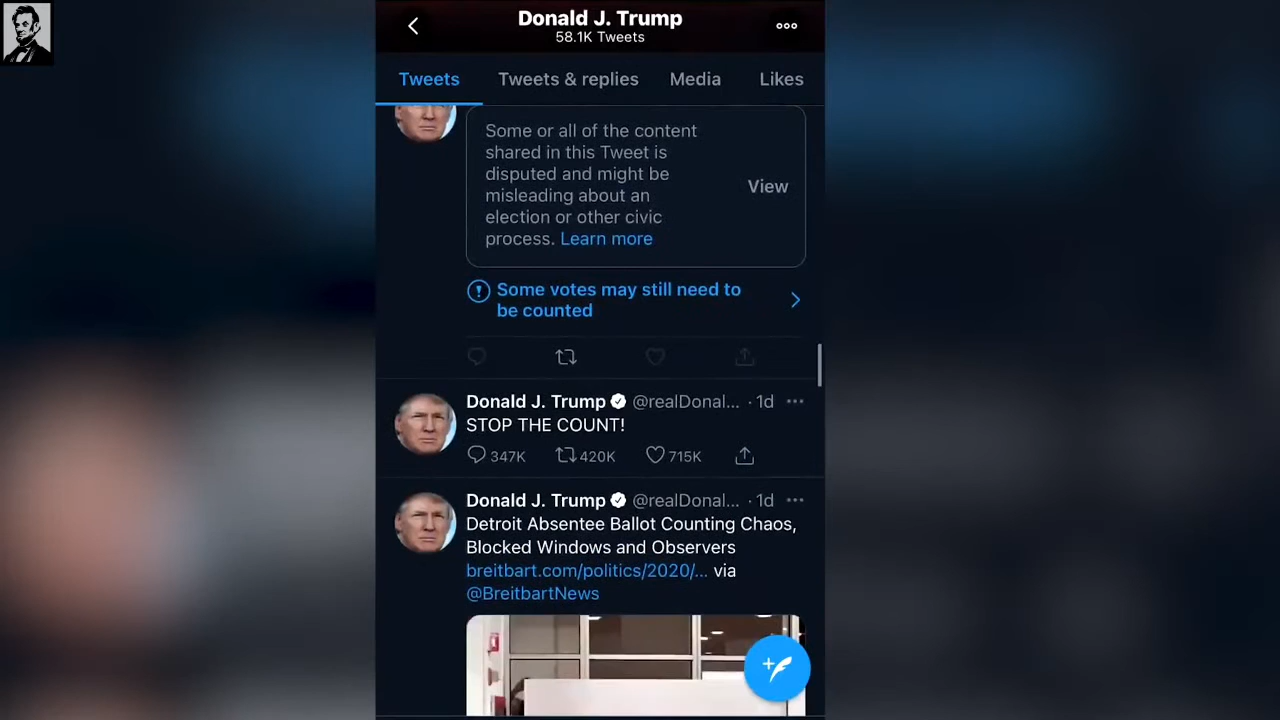 Donald J. Trump
58.1K Tweets
Tweets
Tweets & replies
Media
Likes
Some or all of the content
shared in this Tweet is
disputed and might be
misleading about an
election or other civic
process. Learn more
View
Some votes may still need to
be counted
Donald J. Trump @realDonal... · 1d
STOP THE COUNT!
347K 420K 715K
Donald J. Trump @realDonal... · 1d
Detroit Absentee Ballot Counting Chaos,
Blocked Windows and Observers
breitbart.com/politics/2020/... via
@BreitbartNews